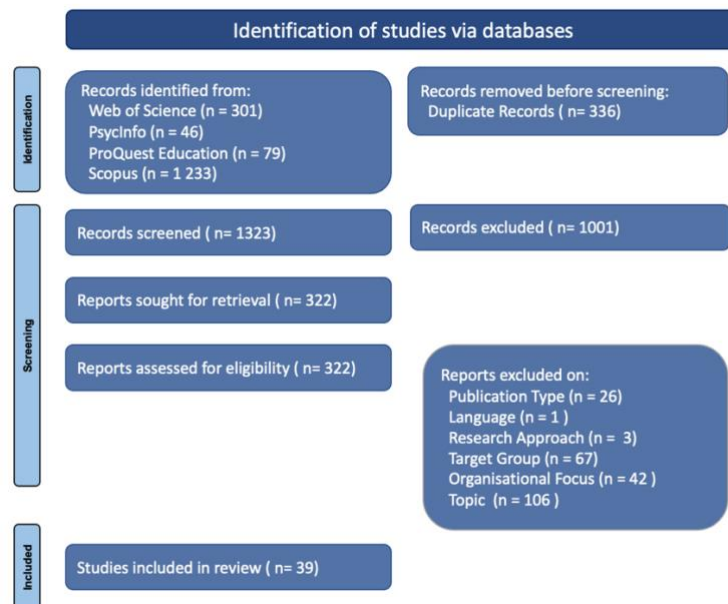 Identification of studies via databases
Identification
Records identified from:
Web of Science (n = 301)
PsycInfo (n = 46)
ProQuest Education (n = 79)
Scopus (n = 1 233)
Records removed before screening:
Duplicate Records ( n= 336)
Screening
Records screened ( n= 1323)
Records excluded ( n= 1001)
Reports sought for retrieval ( n= 322)
Reports assessed for eligibility ( n= 322)
Reports excluded on:
Publication Type (n = 26)
Language (n = 1 )
Research Approach (n =  3)
Target Group (n = 67)
Organisational Focus (n = 42 )
Topic  (n = 106 )
Included
Studies included in review ( n= 39)